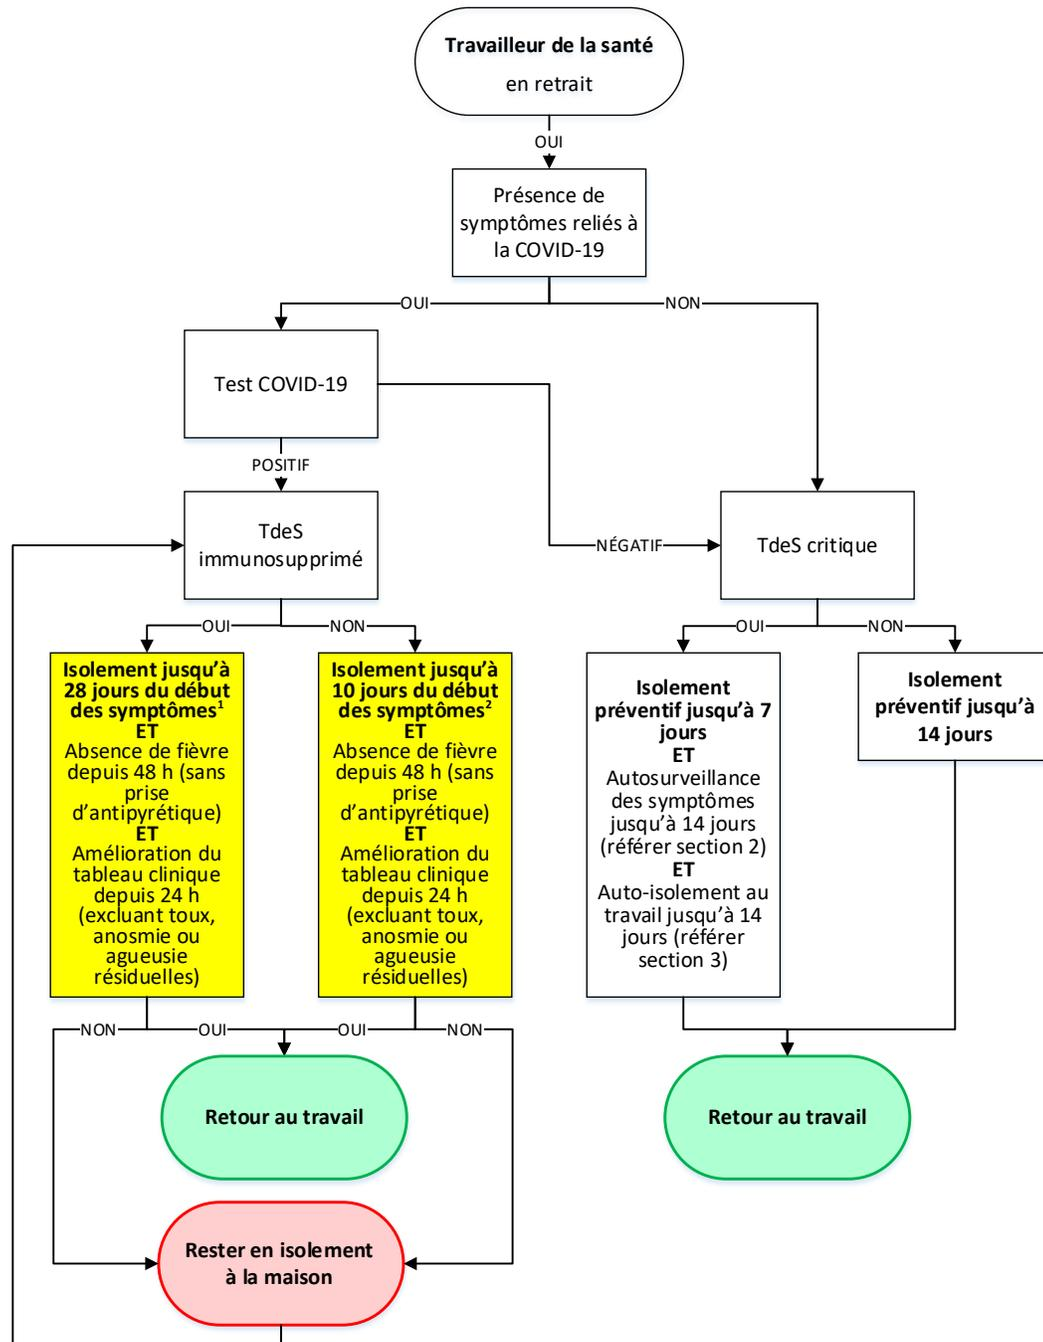 Travailleur de la santé
en retrait
OUI
Présence de
symptômes reliés à
la COVID-19
OUI
NON
Test COVID-19
POSITIF
TdeS
immunosupprimé
NÉGATIF
TdeS critique
OUI
NON
OUI
NON
Isolement jusqu’à
28 jours du début
des symptômes¹
ET
Absence de fièvre
depuis 48 h (sans
prise
d’antipyrétique)
ET
Amélioration du
tableau clinique
depuis 24 h
(excluant toux,
anosmie ou
agueusie
résiduelles)
Isolement jusqu’à
10 jours du début
des symptômes²
ET
Absence de fièvre
depuis 48 h (sans
prise
d’antipyrétique)
ET
Amélioration du
tableau clinique
depuis 24 h
(excluant toux,
anosmie ou
agueusie
résiduelles)
Isolement
préventif jusqu’à 7
jours
ET
Autosurveillance
des symptômes
jusqu’à 14 jours
(référer section 2)
ET
Auto-isolement au
travail jusqu’à 14
jours (référer
section 3)
Isolement
préventif jusqu’à
14 jours
NON
OUI
OUI
NON
Retour au travail
Retour au travail
Rester en isolement
à la maison